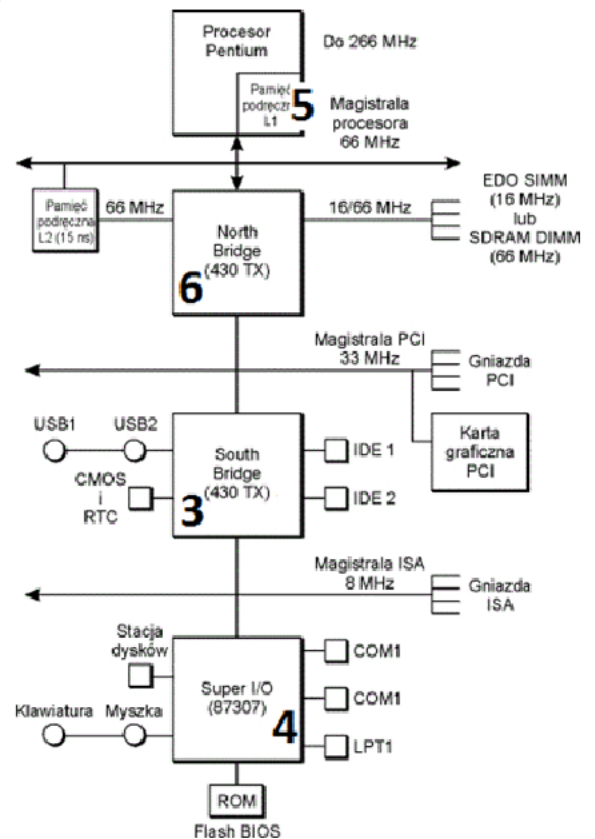 Procesor
Pentium
Do 266 MHz
Pamięć
podręczn
L1
5
Magistrala
procesora
66 MHz
Pamięć
podręczna
L2 (15 ns)
66 MHz
North
Bridge
(430 TX)
6
16/66 MHz
EDO SIMM
(16 MHz)
lub
SDRAM DIMM
(66 MHz)
Magistrala PCI
33 MHz
Gniazda
PCI
Karta
graficzna
PCI
USB1
USB2
CMOS
i
RTC
South
Bridge
(430 TX)
3
IDE 1
IDE 2
Magistrala ISA
8 MHz
Gniazda
ISA
Stacja
dysków
Klawiatura
Myszka
Super I/O
(87307)
4
COM1
COM1
LPT1
ROM
Flash BIOS